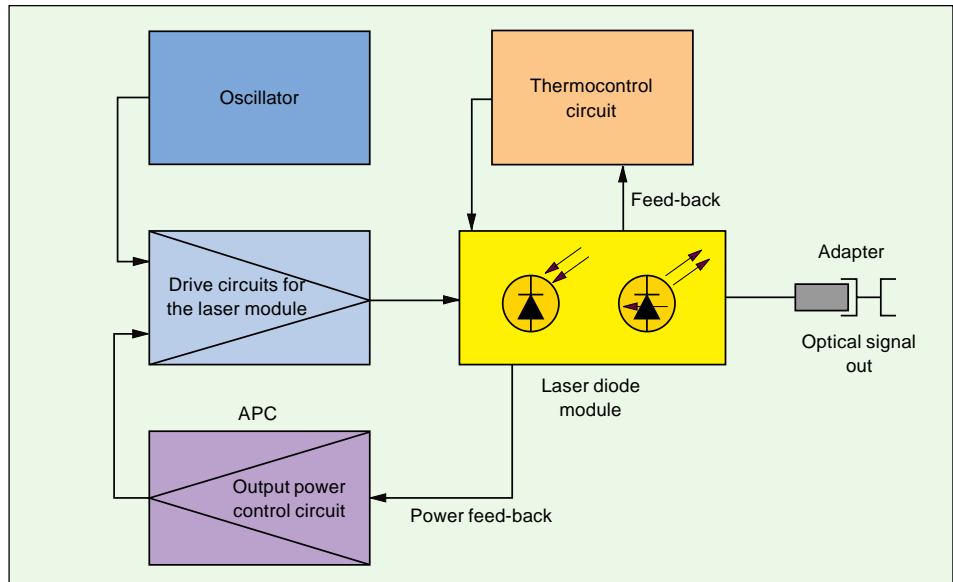 Oscillator
Thermocontrol
circuit
Feed-back
Drive circuits for
the laser module
Adapter
Optical signal
out
Laser diode
module
APC
Output power
control circuit
Power feed-back